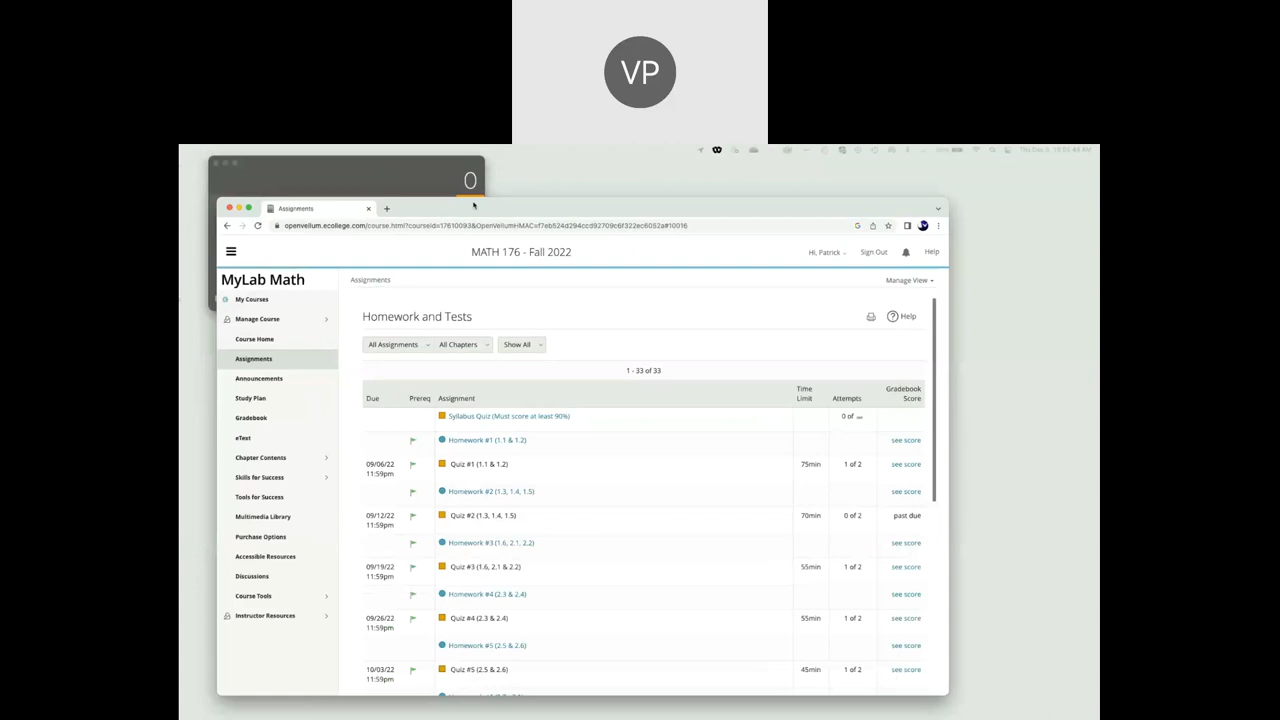 VP
0
Assignments
openvellum.ecollege.com/course.html?courseId=17610093&OpenVellumHMAC=f7eb524d294ccd92709c6f322ec6052a#10016
MATH 176 - Fall 2022
Hi, Patrick
Sign Out
Help
MyLab Math
My Courses
Manage Course
Course Home
Assignments
Announcements
Study Plan
Gradebook
eText
Chapter Contents
Skills for Success
Tools for Success
Multimedia Library
Purchase Options
Accessible Resources
Discussions
Course Tools
Instructor Resources
Assignments
Manage View
Homework and Tests
Help
All Assignments
All Chapters
Show All
1 - 33 of 33
Due Prereq Assignment Time Limit Attempts Gradebook Score
Syllabus Quiz (Must score at least 90%) 0 of
Homework #1 (1.1 & 1.2) see score
09/06/22 11:59pm Quiz #1 (1.1 & 1.2) 75min 1 of 2 see score
Homework #2 (1.3, 1.4, 1.5) see score
09/12/22 11:59pm Quiz #2 (1.3, 1.4, 1.5) 70min 0 of 2 past due
Homework #3 (1.6, 2.1, 2.2) see score
09/19/22 11:59pm Quiz #3 (1.6, 2.1 & 2.2) 55min 1 of 2 see score
Homework #4 (2.3 & 2.4) see score
09/26/22 11:59pm Quiz #4 (2.3 & 2.4) 55min 1 of 2 see score
Homework #5 (2.5 & 2.6) see score
10/03/22 11:59pm Quiz #5 (2.5 & 2.6) 45min 1 of 2 see score